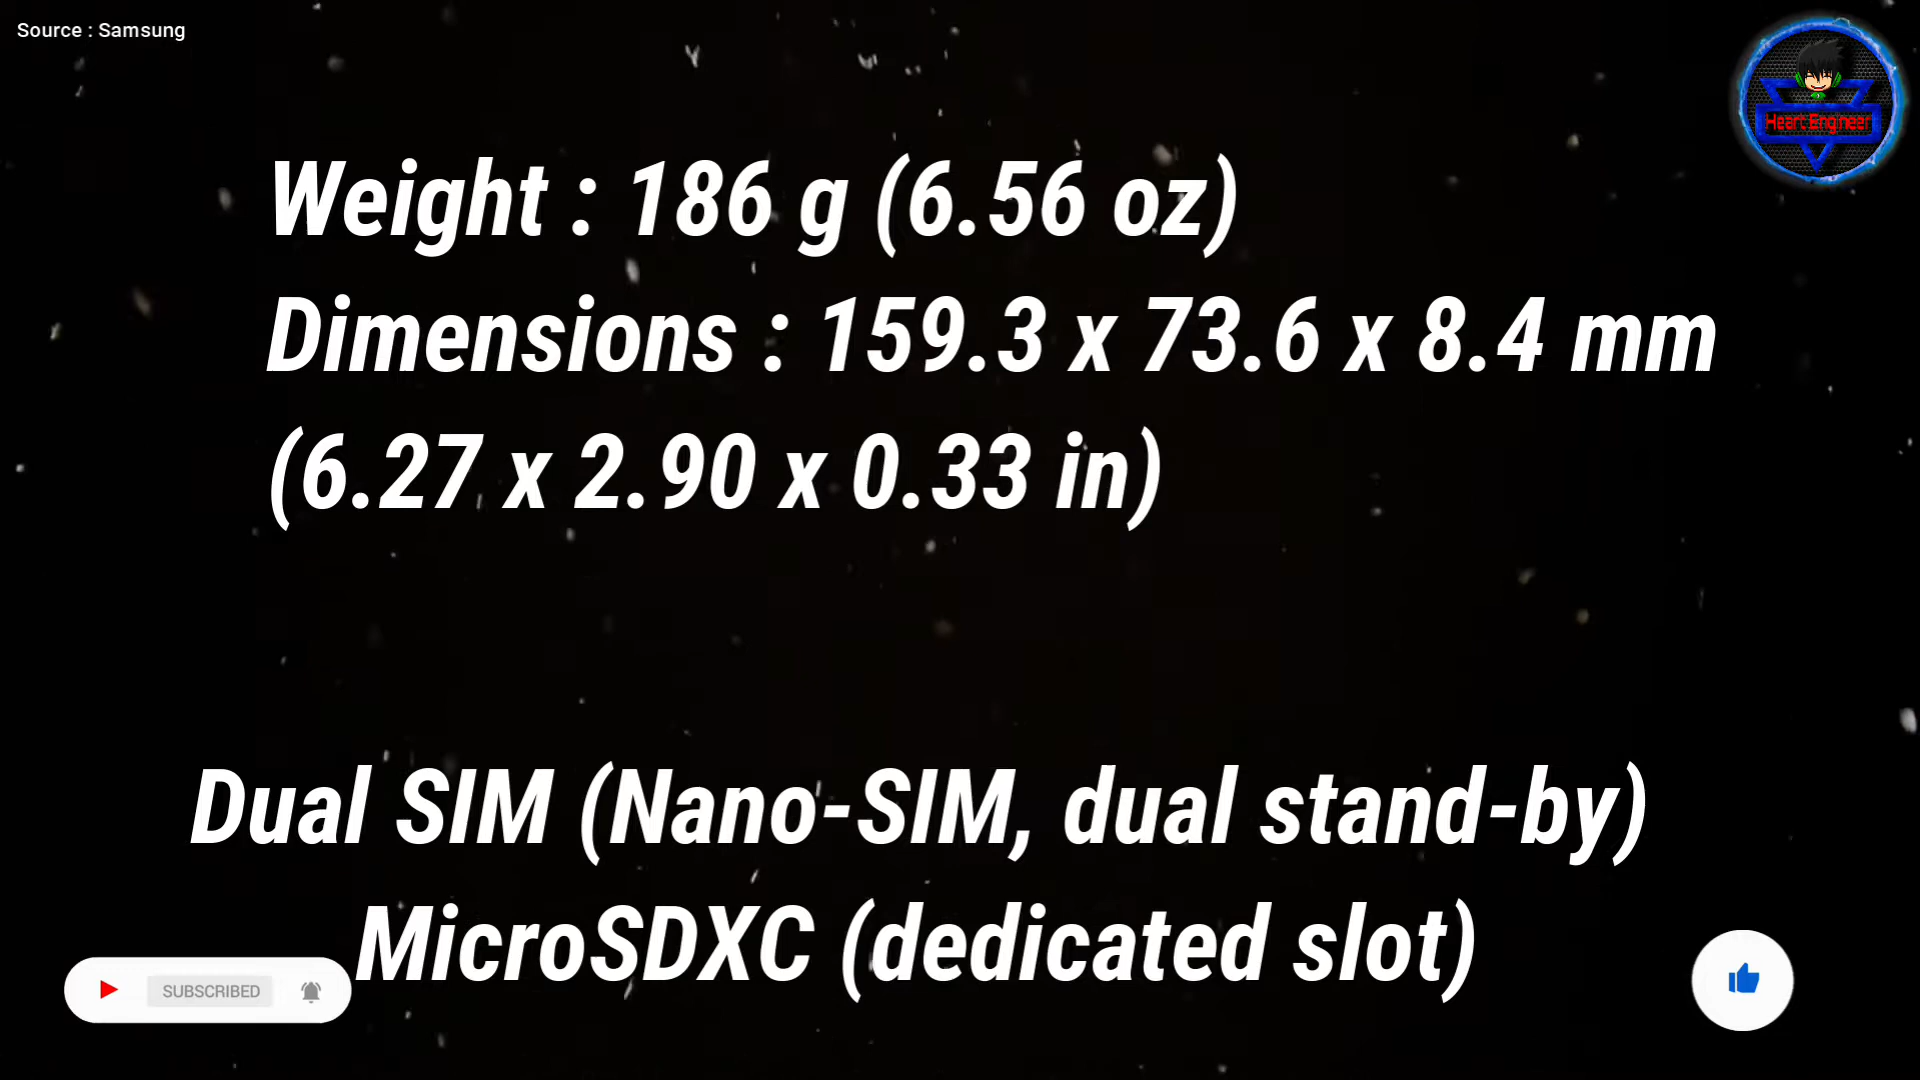 Source : Samsung
Heart Engineer
Weight : 186 g (6.56 oz)
Dimensions : 159.3 x 73.6 x 8.4 mm
(6.27 x 2.90 x 0.33 in)
Dual SIM (Nano-SIM, dual stand-by)
MicroSDXC (dedicated slot)
SUBSCRIBED